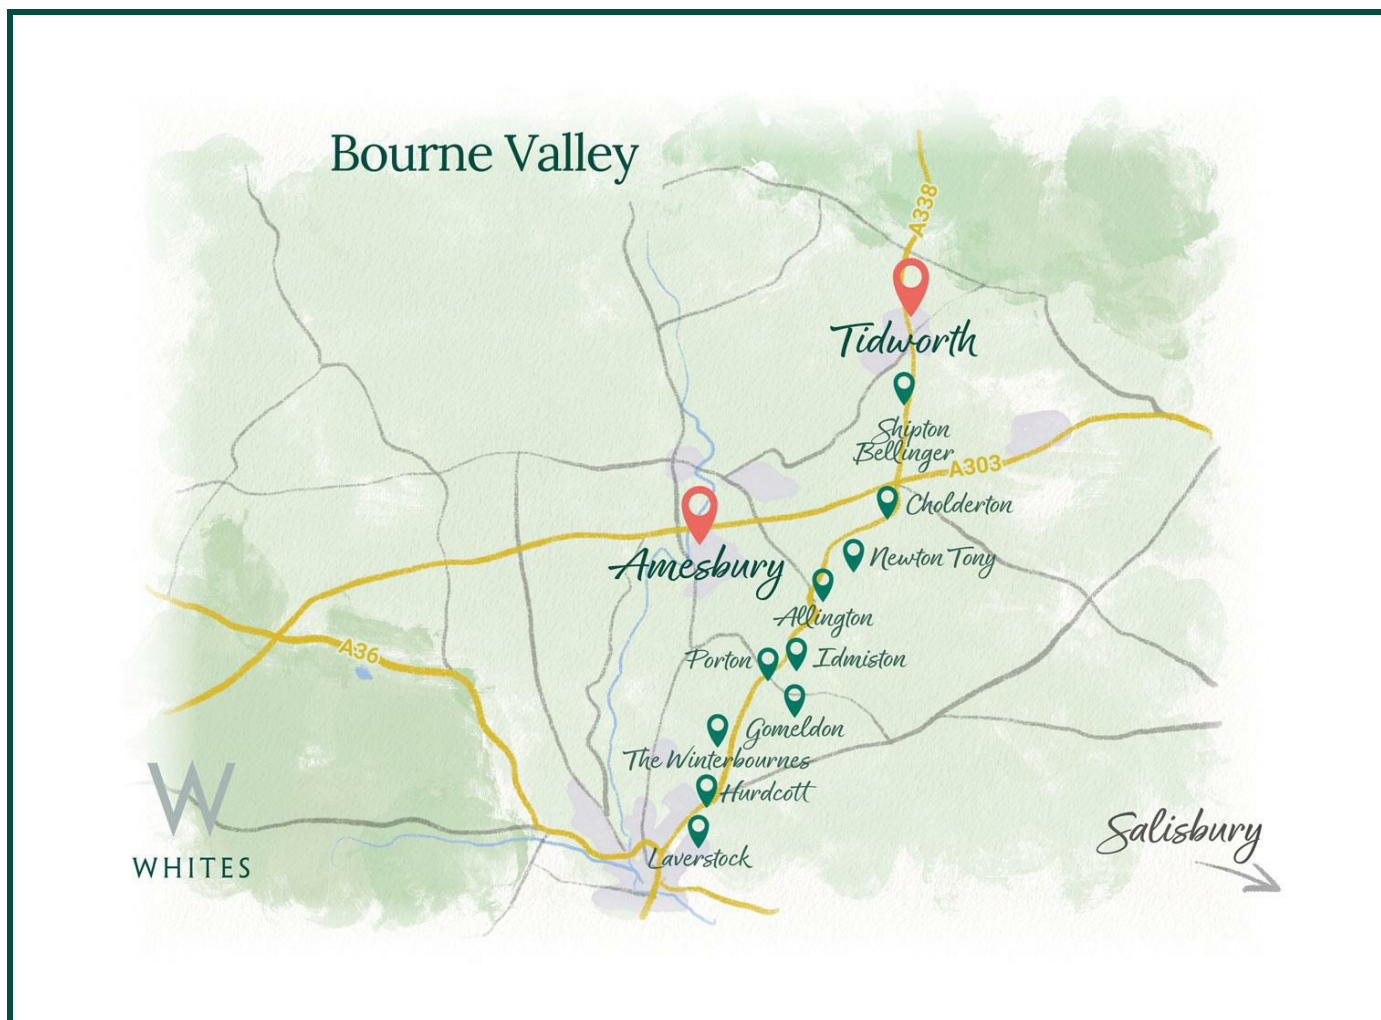 Bourne Valley
A338
Tidworth
Shipton
Bellinger
A303
Cholderton
Amesbury
Newton Tony
Allington
A36
Porton
Idmiston
Gomeldon
The Winterbournes
Hurdcott
Salisbury
Laverstock
W
WHITES